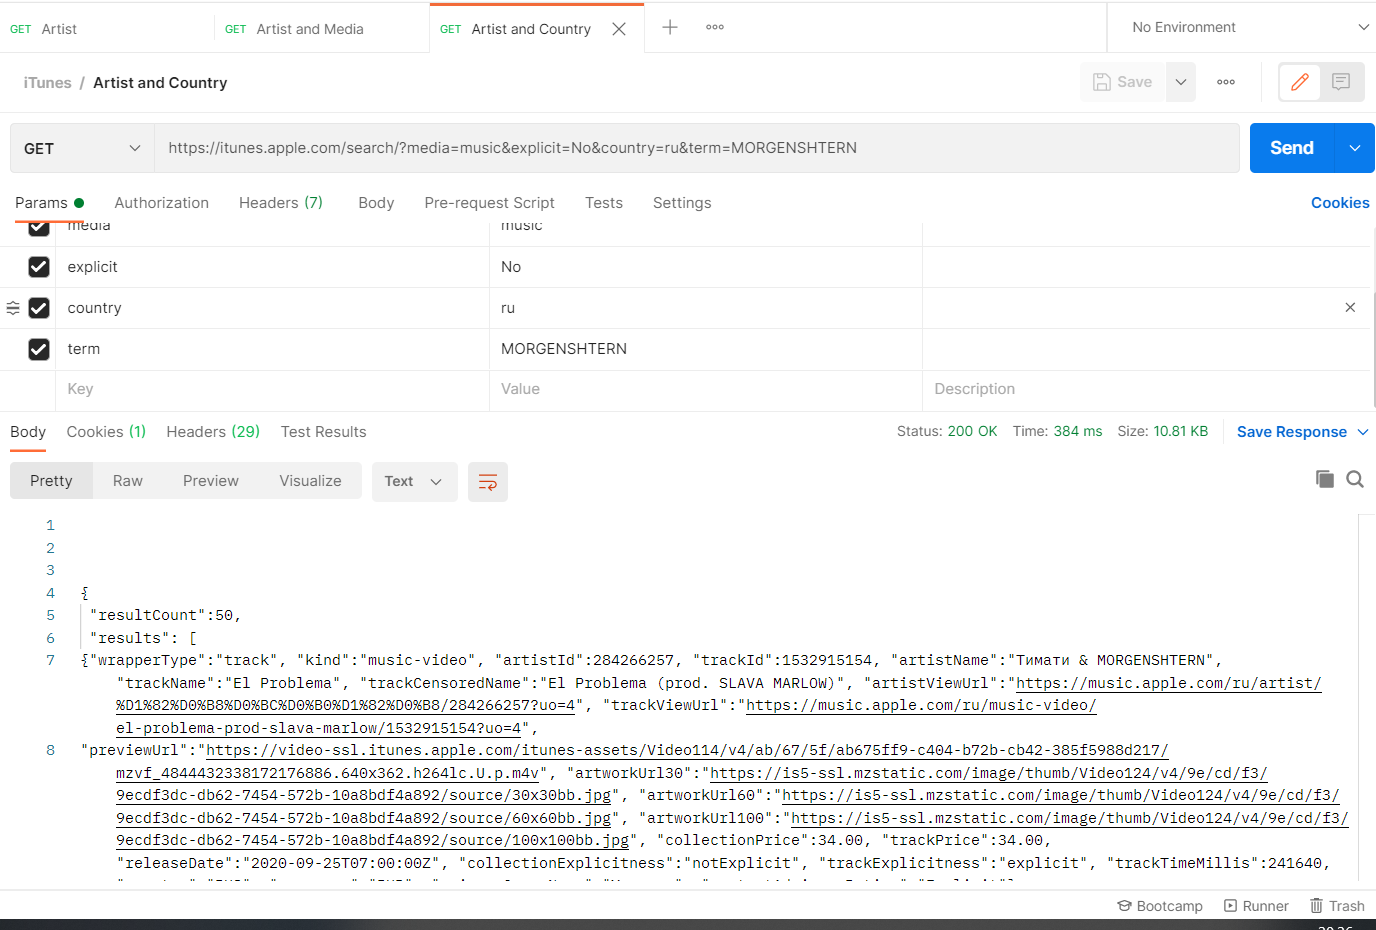 GET Artist GET Artist and Media GET Artist and Country No Environment
iTunes / Artist and Country Save
GET https://itunes.apple.com/search/?media=music&explicit=No&country=ru&term=MORGENSHTERN Send
Params Authorization Headers (7) Body Pre-request Script Tests Settings Cookies
media music
explicit No
country ru
term MORGENSHTERN
Key Value Description
Body Cookies (1) Headers (29) Test Results Status: 200 OK Time: 384 ms Size: 10.81 KB Save Response
Pretty Raw Preview Visualize Text
1
2
3
4 {
5 "resultCount":50,
6 "results": [
7 {"wrapperType":"track", "kind":"music-video", "artistId":284266257, "trackId":1532915154, "artistName":"Тимати & MORGENSHTERN",
"trackName":"El Problema", "trackCensoredName":"El Problema (prod. SLAVA MARLOW)", "artistViewUrl":"https://music.apple.com/ru/artist/
%D1%82%D0%B8%D0%BC%D0%B0%D1%82%D0%B8/284266257?uo=4", "trackViewUrl":"https://music.apple.com/ru/music-video/
el-problema-prod-slava-marlow/1532915154?uo=4",
8 "previewUrl":"https://video-ssl.itunes.apple.com/itunes-assets/Video114/v4/ab/67/5f/ab675ff9-c404-b72b-cb42-385f5988d217/
mzvf_4844432338172176886.640x362.h264lc.U.p.m4v", "artworkUrl30":"https://is5-ssl.mzstatic.com/image/thumb/Video124/v4/9e/cd/f3/
9ecdf3dc-db62-7454-572b-10a8bdf4a892/source/30x30bb.jpg", "artworkUrl60":"https://is5-ssl.mzstatic.com/image/thumb/Video124/v4/9e/cd/f3/
9ecdf3dc-db62-7454-572b-10a8bdf4a892/source/60x60bb.jpg", "artworkUrl100":"https://is5-ssl.mzstatic.com/image/thumb/Video124/v4/9e/cd/f3/
9ecdf3dc-db62-7454-572b-10a8bdf4a892/source/100x100bb.jpg", "collectionPrice":34.00, "trackPrice":34.00,
"releaseDate":"2020-09-25T07:00:00Z", "collectionExplicitness":"notExplicit", "trackExplicitness":"explicit", "trackTimeMillis":241640,
Bootcamp Runner Trash